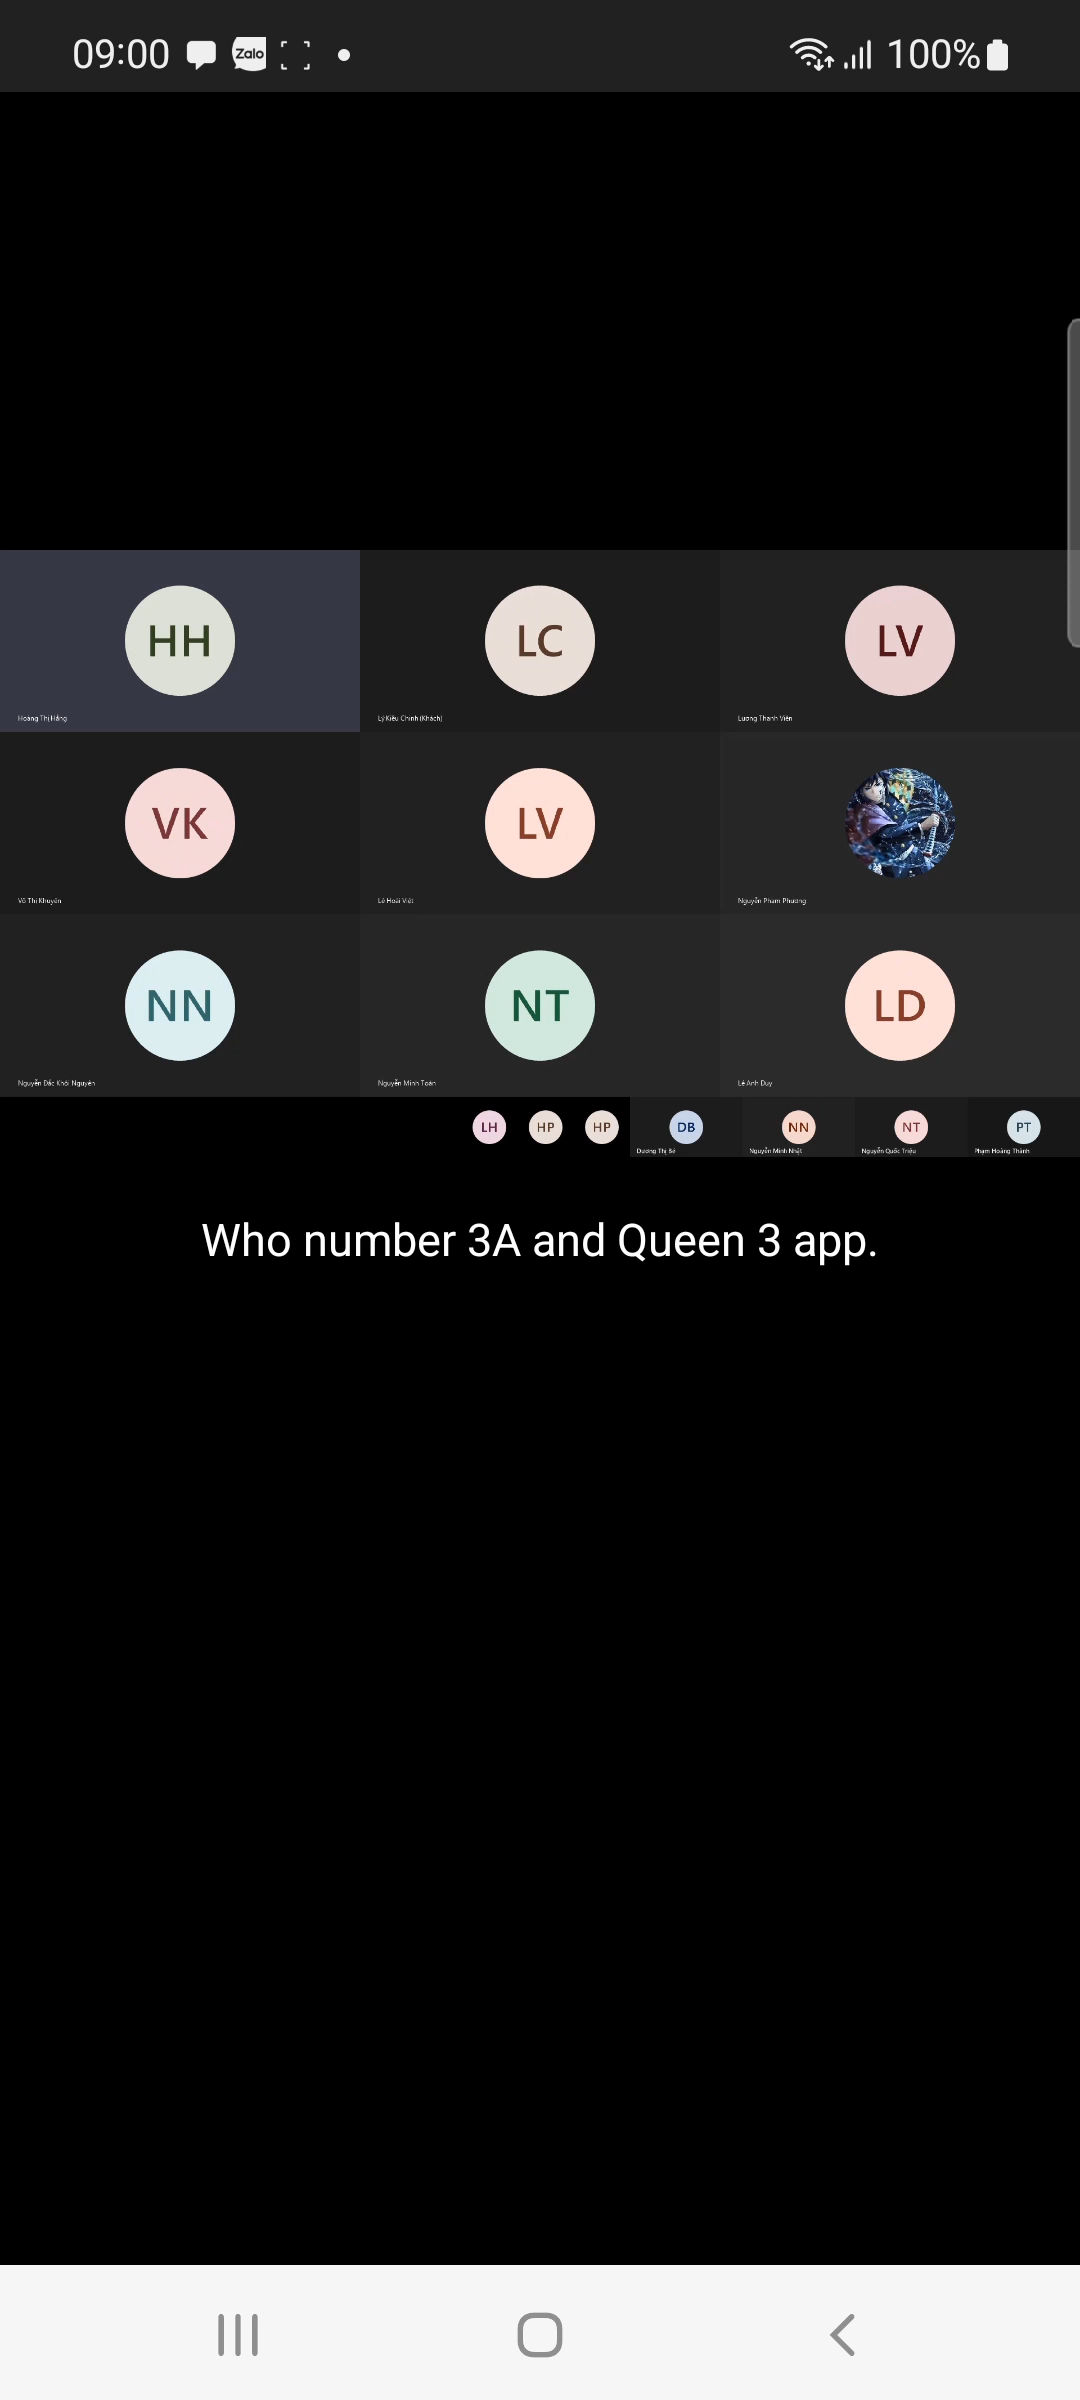 09:00 Zalo 100%
HH LC LV
Hoàng Thị Hằng Lý Kiều Chinh (Khách) Lương Thanh Viên
VK LV
Võ Thị Khuyên Lê Hoài Việt Nguyễn Phạm Phương
NN NT LD
Nguyễn Đắc Khôi Nguyên Nguyễn Minh Toàn Lê Anh Duy
LH HP HP DB NN NT PT
Dương Thị Bé Nguyễn Minh Nhật Nguyễn Quốc Triệu Phạm Hoàng Thành
Who number 3A and Queen 3 app.